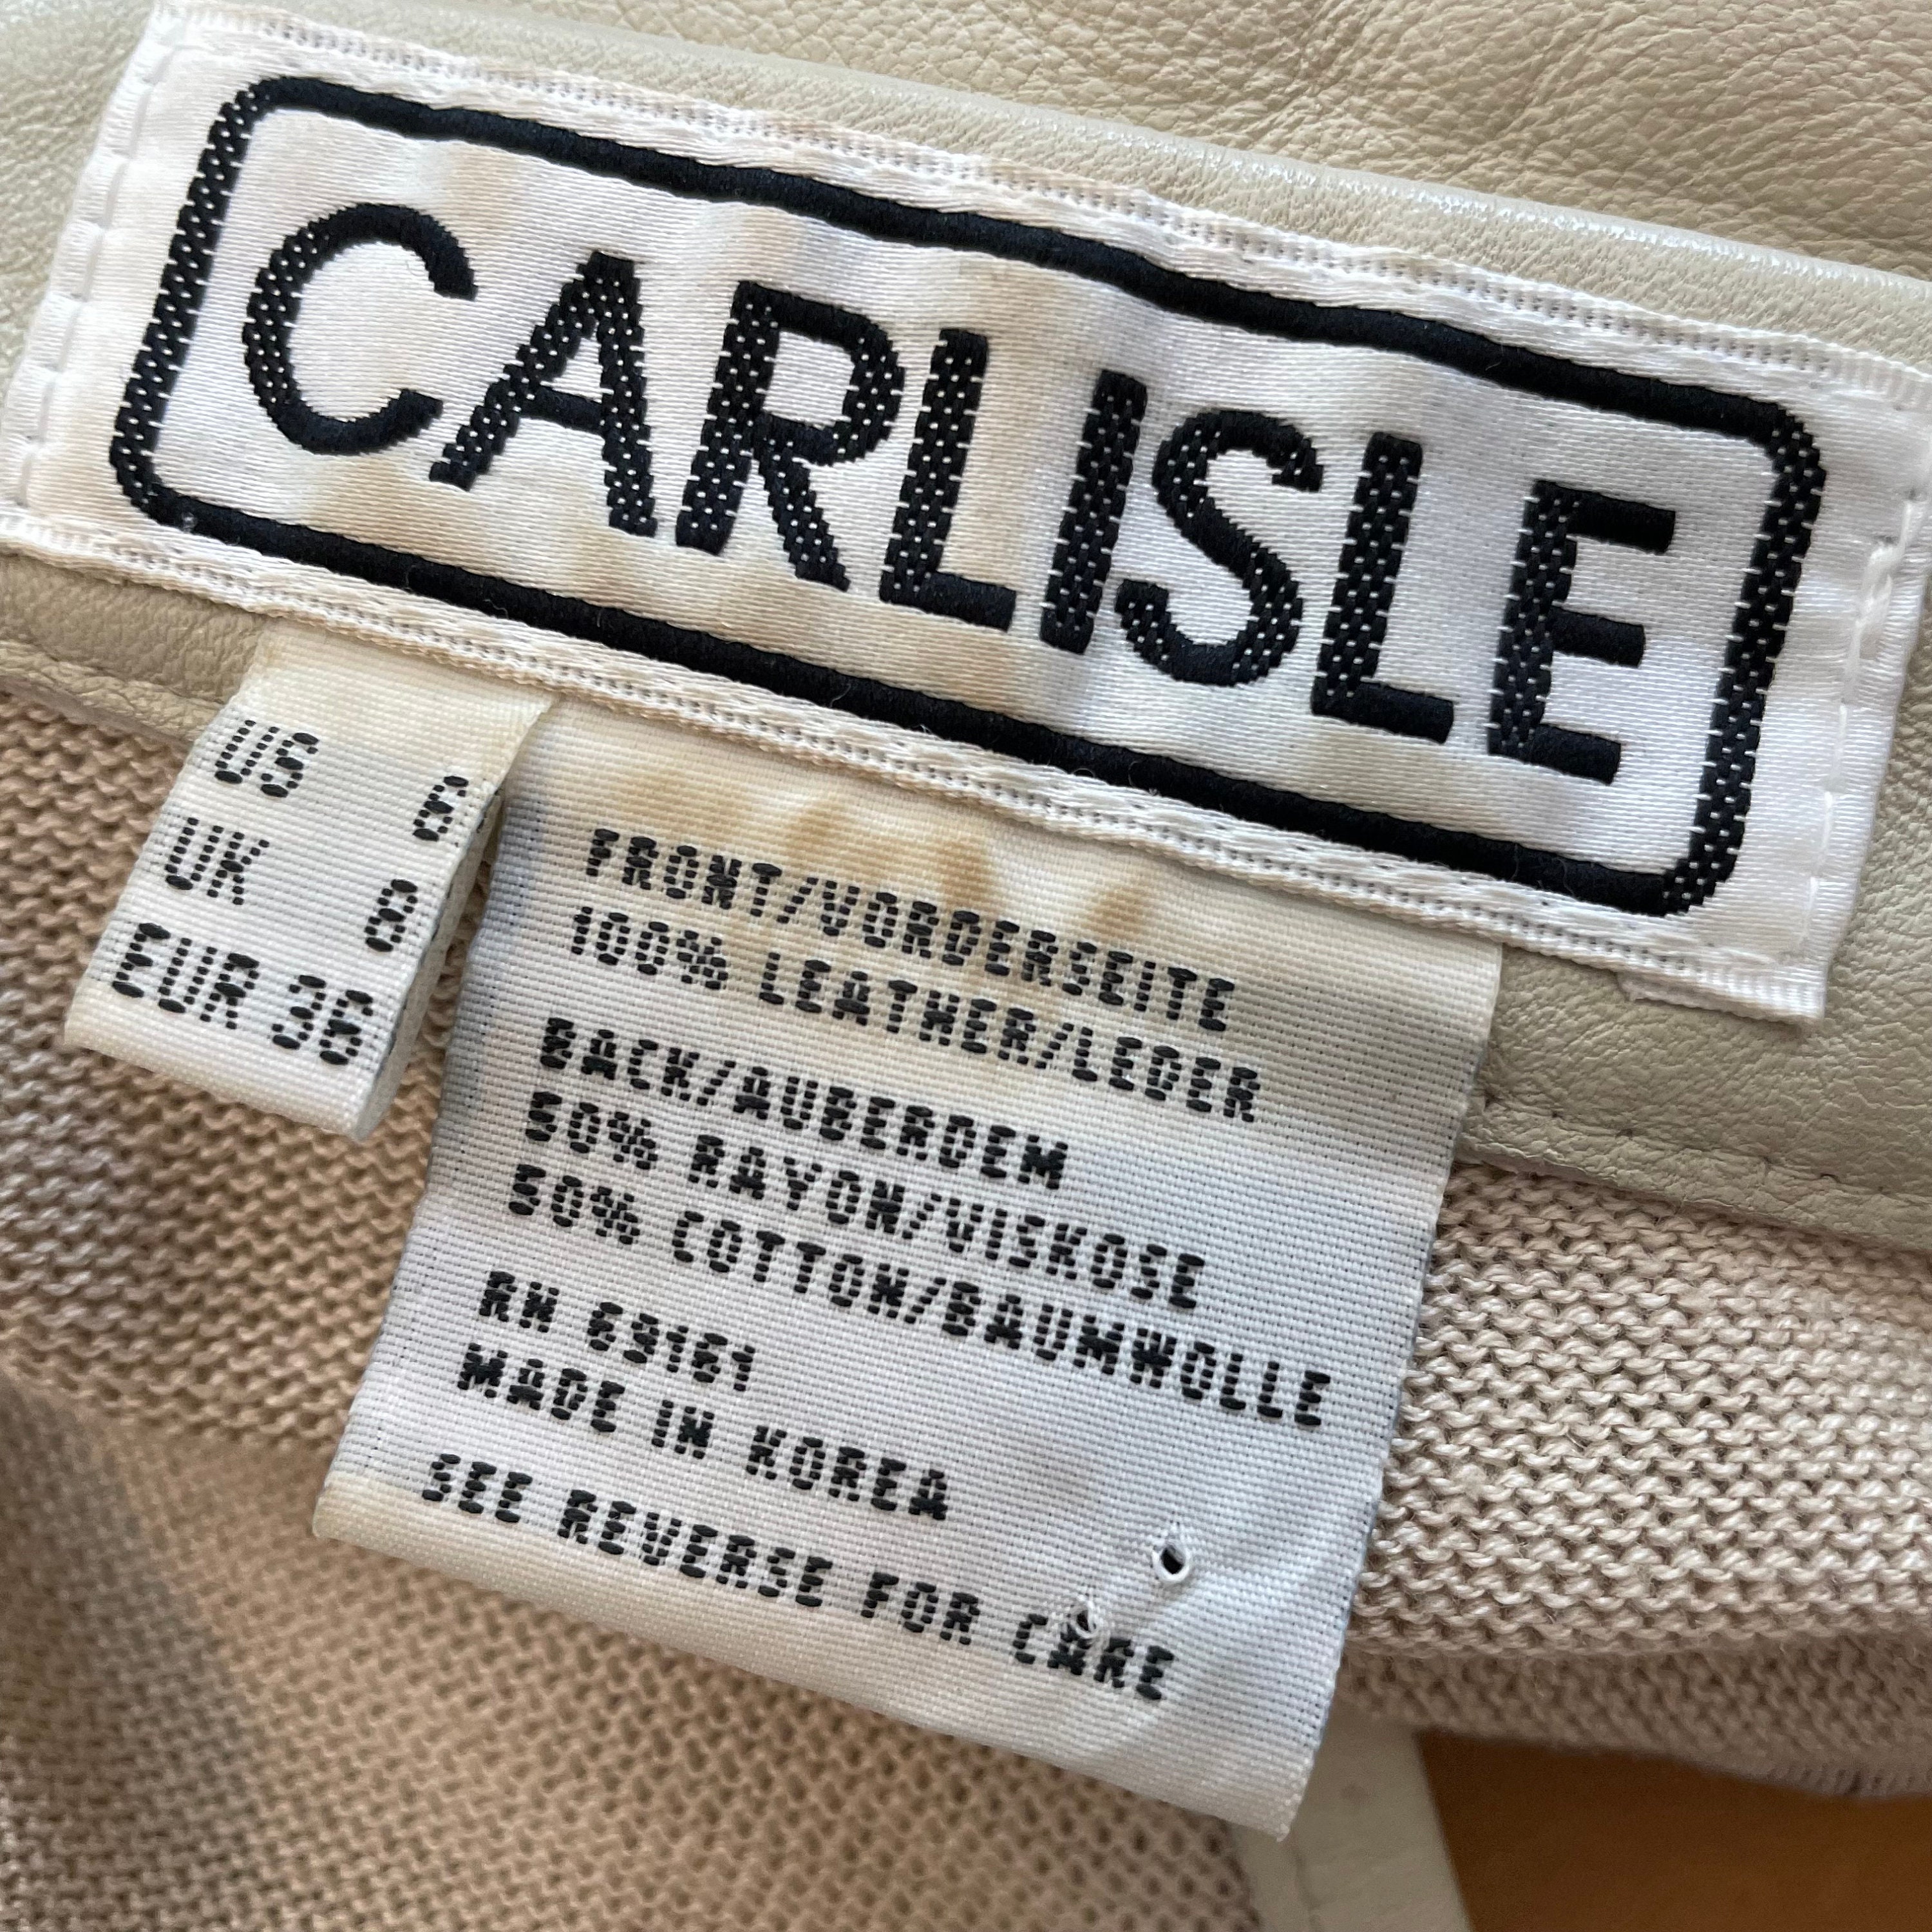 CARLISLE
US 6
UK 8
EUR 36
FRONT/VORDERSEITE
100% LEATHER/LEDER
BACK/AUBERDEM
50% RAYON/VISKOSE
50% COTTON/BAUMWOLLE
RN 69161
MADE IN KOREA
SEE REVERSE FOR CARE